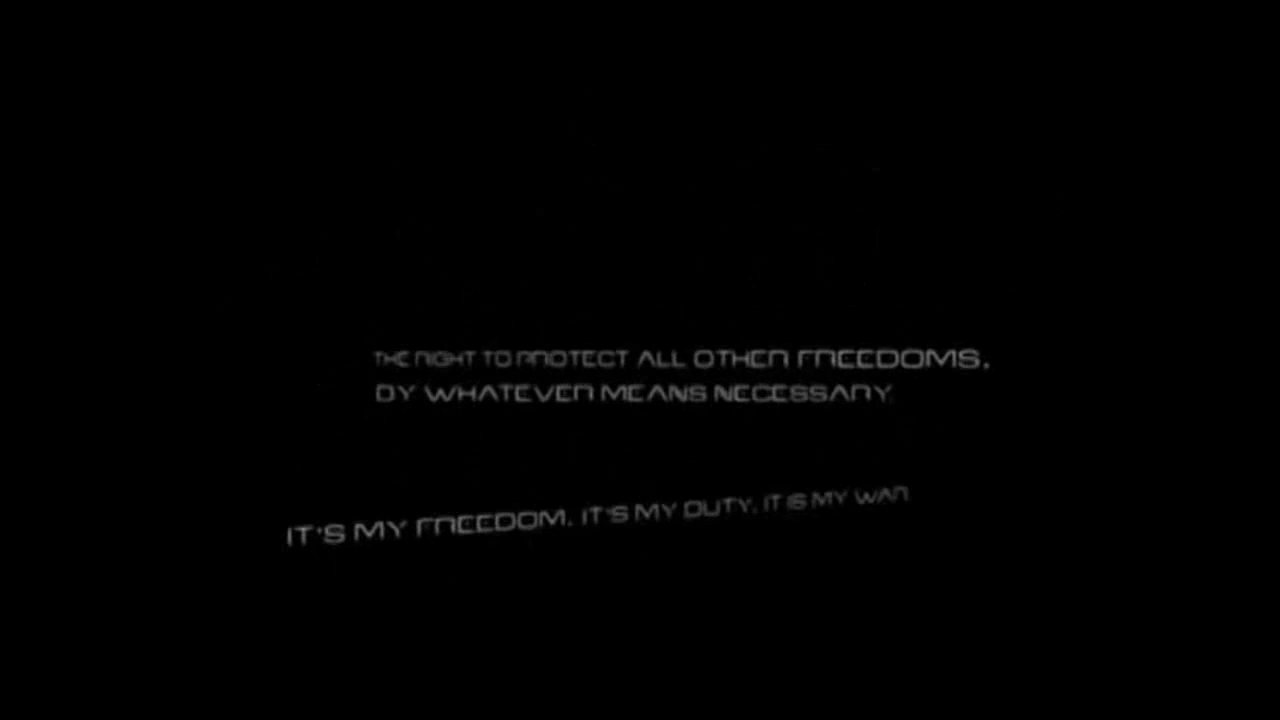 THE RIGHT TO PROTECT ALL OTHER FREEDOMS,
BY WHATEVER MEANS NECESSARY.
IT'S MY FREEDOM. IT'S MY DUTY. IT IS MY WAR